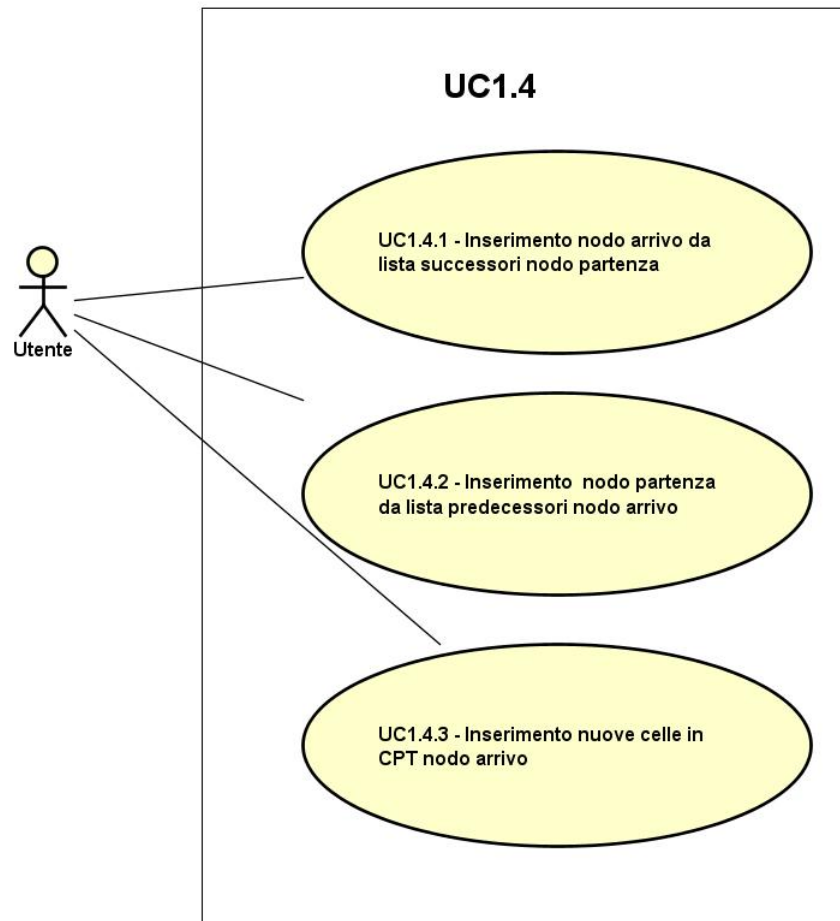 UC1.4
UC1.4.1 - Inserimento nodo arrivo da
lista successori nodo partenza
Utente
UC1.4.2 - Inserimento  nodo partenza
da lista predecessori nodo arrivo
UC1.4.3 - Inserimento nuove celle in
CPT nodo arrivo